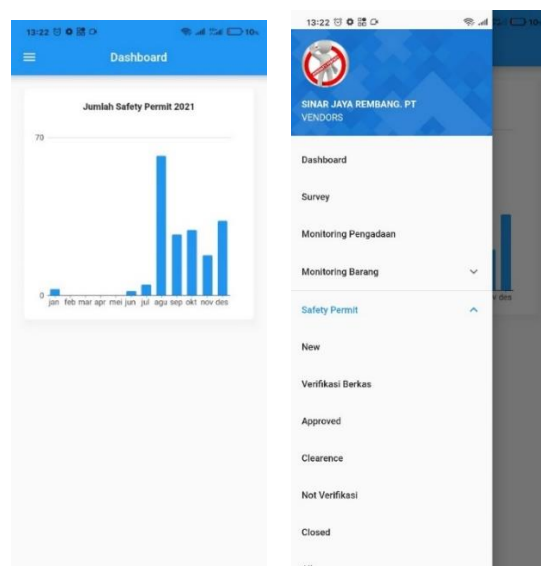 13:22
10%
Dashboard
Jumlah Safety Permit 2021
70
0
jan feb mar apr mei jun jul agu sep okt nov des
13:22
10%
SINAR JAYA REMBANG. PT
VENDORS
Dashboard
Survey
Monitoring Pengadaan
Monitoring Barang
des
Safety Permit
New
Verifikasi Berkas
Approved
Clearence
Not Verifikasi
Closed